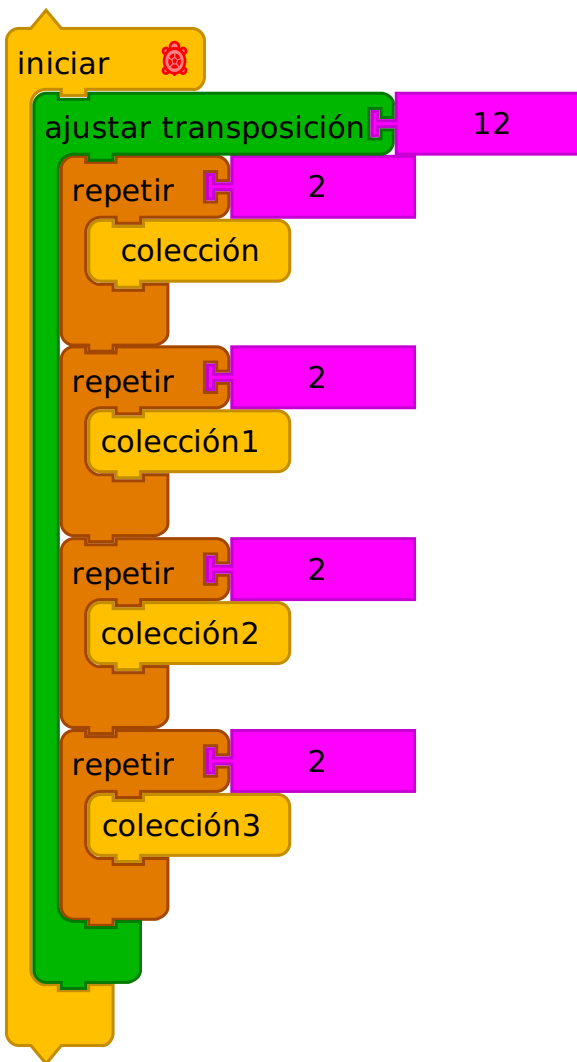 iniciar
ajustar transposición 12
repetir 2
colección
repetir 2
colección1
repetir 2
colección2
repetir 2
colección3